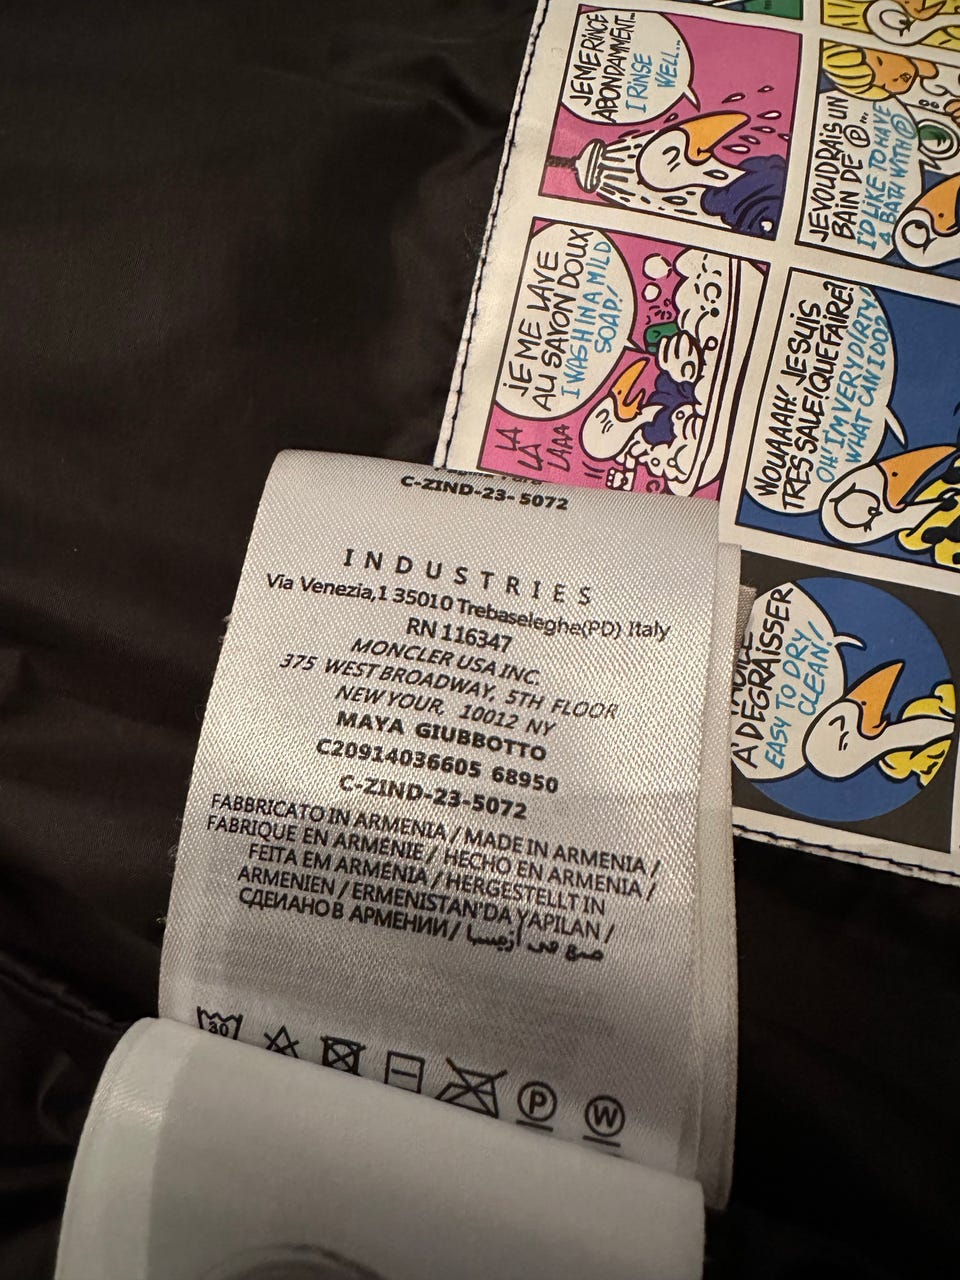 JE ME RINCE
ABONDAMMENT...
I RINSE
WELL...
JE VOUDRAIS UN
BAIN DE P...
I'D LIKE TO HAVE
A BATH WITH P
JE ME LAVE
AU SAVON DOUX
I WASH IN A MILD
SOAP!
LA
LA
LAAA
WOUAAAH! JE SUIS
TRES SALE! QUE FAIRE!
OH! I'M VERY DIRTY!
WHAT CAN I DO?
A DÉGRAISSER
EASY TO DRY
CLEAN!
C-ZIND-23-5072
INDUSTRIES
Via Venezia,1 35010 Trebaseleghe(PD) Italy
RN 116347
MONCLER USA INC.
375 WEST BROADWAY, 5TH FLOOR
NEW YOUR, 10012 NY
MAYA GIUBBOTTO
C20914036605 68950
C-ZIND-23-5072
FABBRICATO IN ARMENIA / MADE IN ARMENIA /
FABRIQUE EN ARMENIE / HECHO EN ARMENIA /
FEITA EM ARMENIA / HERGESTELLT IN
ARMENIEN / ERMENISTAN'DA YAPILAN /
СДЕИАНО В АРМЕНИИ / صنع في
30
P
W